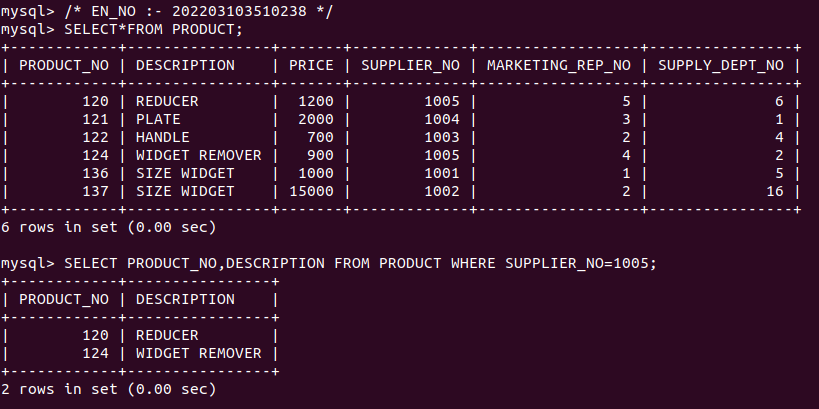 mysql> /* EN_NO :- 202203103510238 */
mysql> SELECT*FROM PRODUCT;
+------------+----------------+-------+-------------+------------------+----------------+
| PRODUCT_NO | DESCRIPTION    | PRICE | SUPPLIER_NO | MARKETING_REP_NO | SUPPLY_DEPT_NO |
+------------+----------------+-------+-------------+------------------+----------------+
|        120 | REDUCER        |  1200 |        1005 |                5 |              6 |
|        121 | PLATE          |  2000 |        1004 |                3 |              1 |
|        122 | HANDLE         |   700 |        1003 |                2 |              4 |
|        124 | WIDGET REMOVER |   900 |        1005 |                4 |              2 |
|        136 | SIZE WIDGET    |  1000 |        1001 |                1 |              5 |
|        137 | SIZE WIDGET    | 15000 |        1002 |                2 |             16 |
+------------+----------------+-------+-------------+------------------+----------------+
6 rows in set (0.00 sec)

mysql> SELECT PRODUCT_NO,DESCRIPTION FROM PRODUCT WHERE SUPPLIER_NO=1005;
+------------+----------------+
| PRODUCT_NO | DESCRIPTION    |
+------------+----------------+
|        120 | REDUCER        |
|        124 | WIDGET REMOVER |
+------------+----------------+
2 rows in set (0.00 sec)